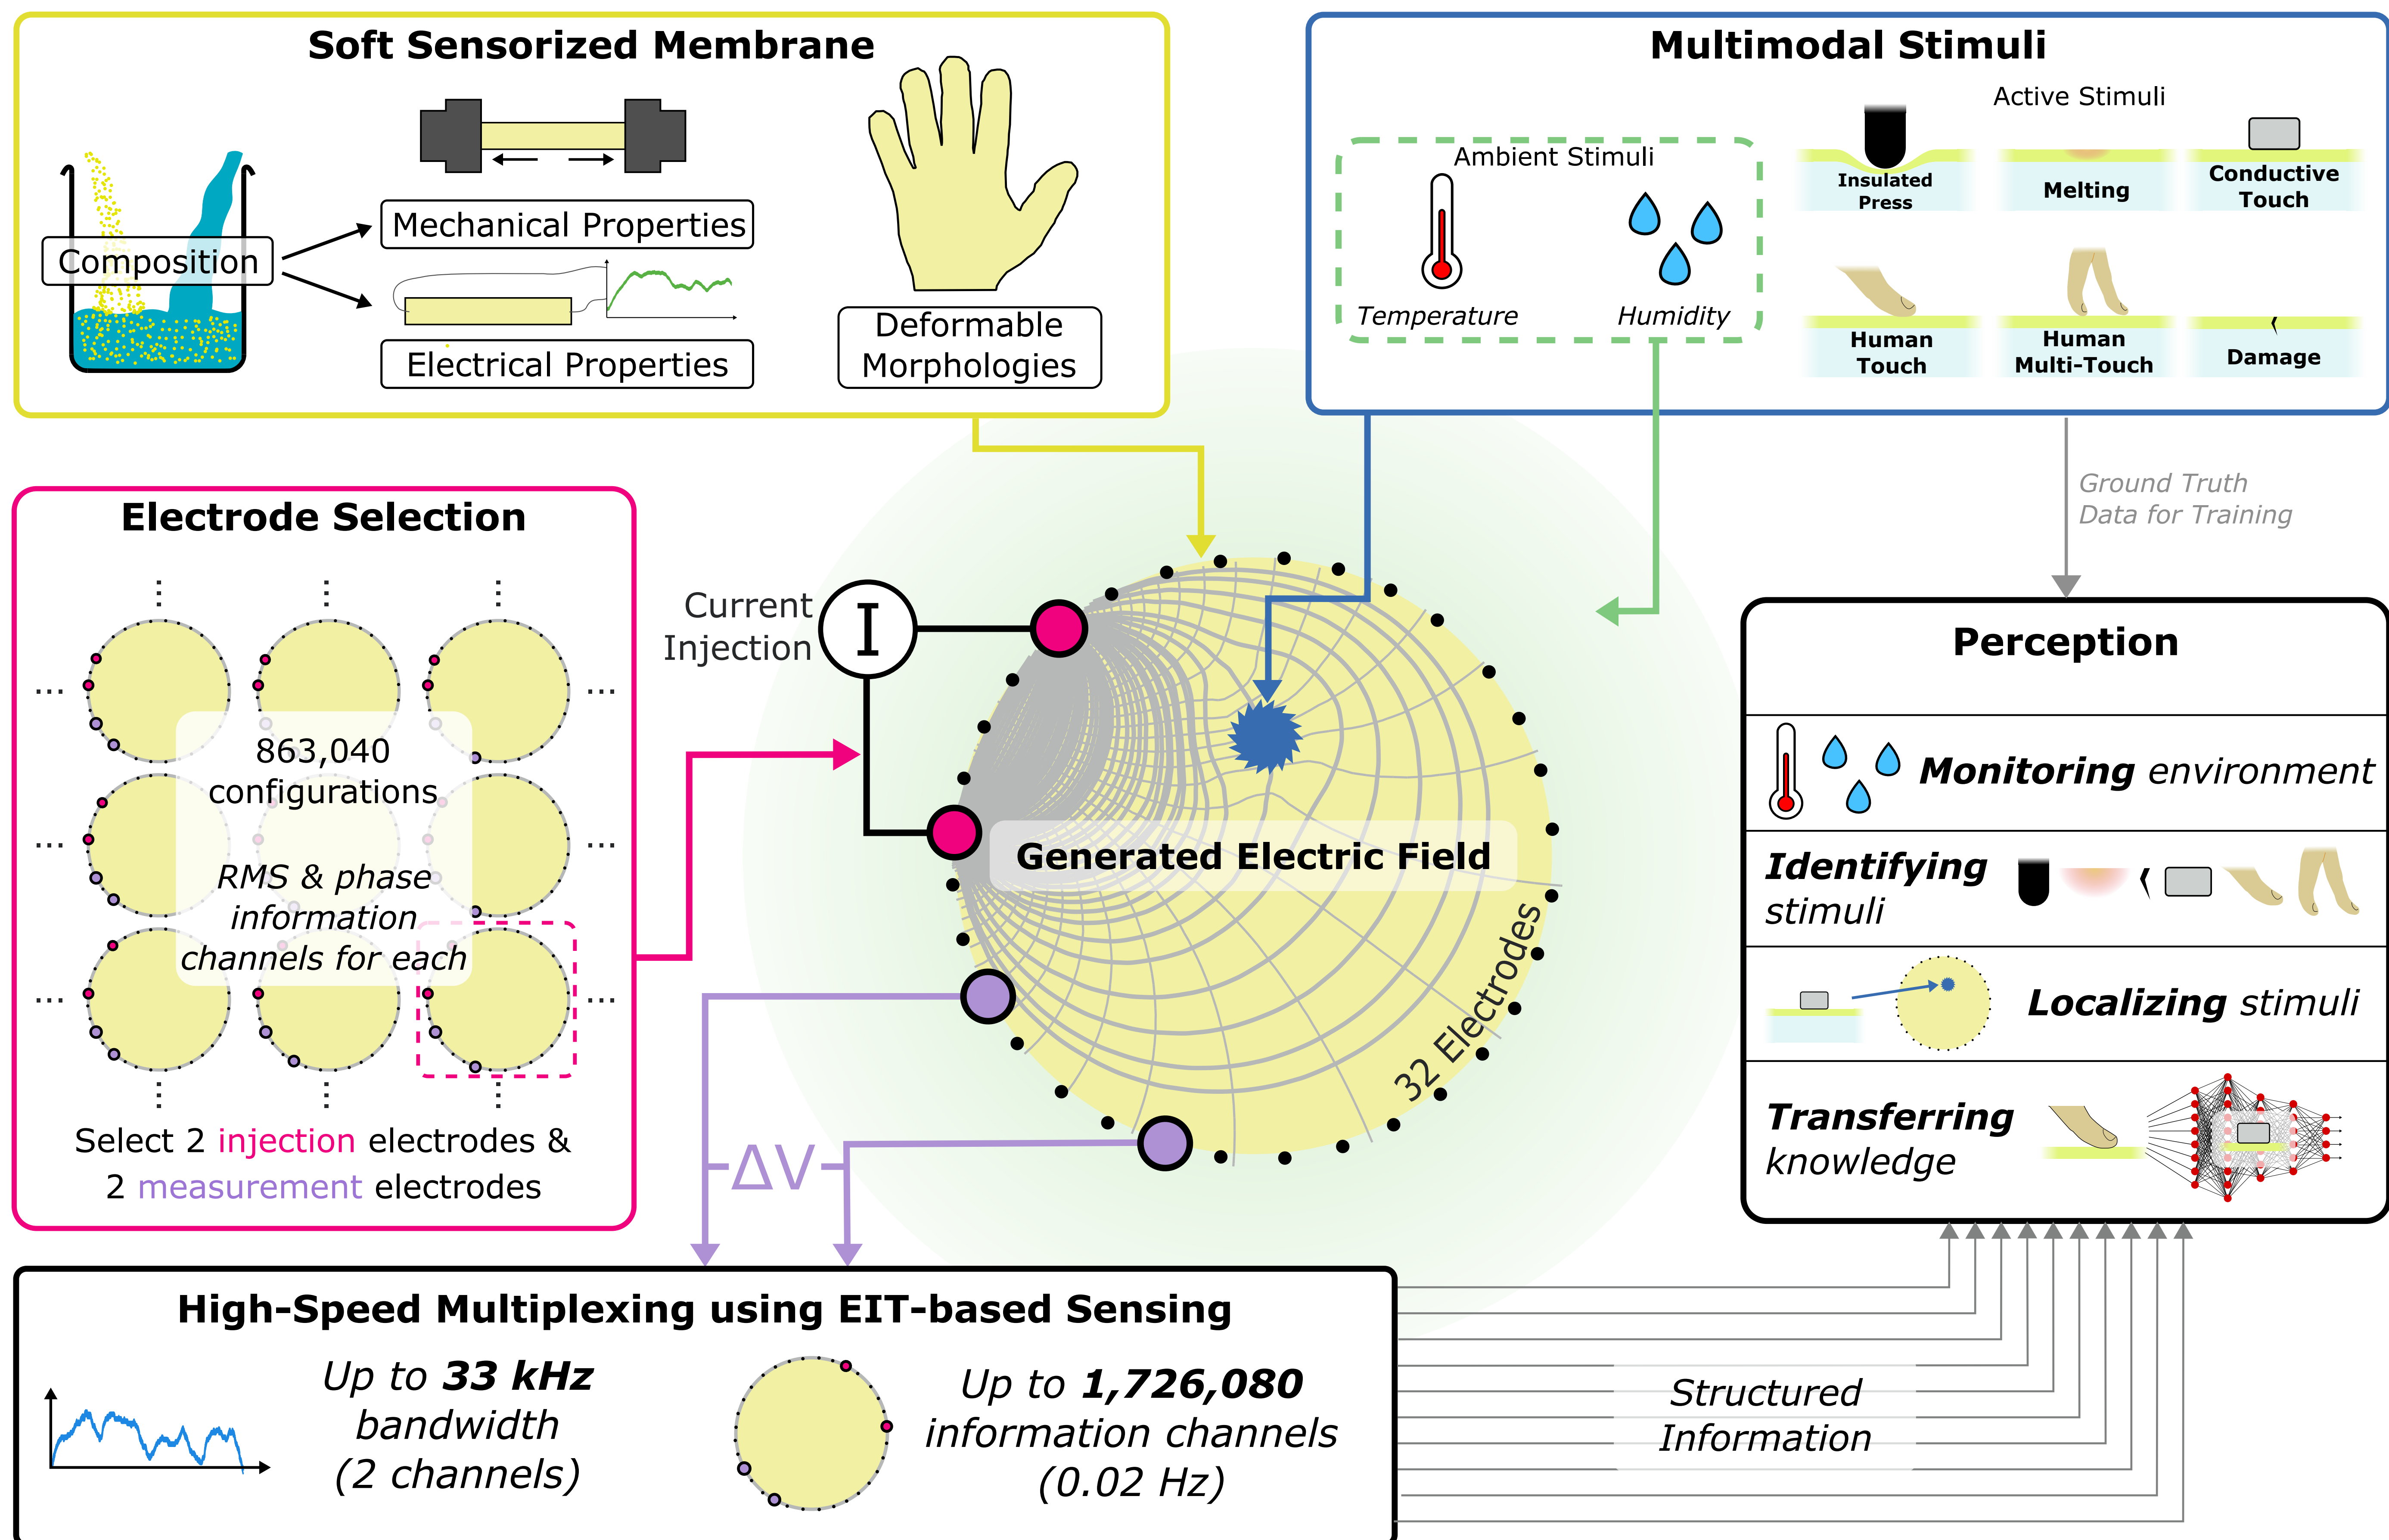 Soft Sensorized Membrane
Composition
Mechanical Properties
Electrical Properties
Deformable
Morphologies
Multimodal Stimuli
Ambient Stimuli
Temperature
Humidity
Active Stimuli
Insulated
Press
Melting
Conductive
Touch
Human
Touch
Human
Multi-Touch
Damage
Ground Truth
Data for Training
Electrode Selection
...
...
...
...
...
...
...
...
...
...
...
...
863,040
configurations
RMS & phase
information
channels for each
Select 2 injection electrodes &
2 measurement electrodes
Current
Injection
I
Generated Electric Field
32 Electrodes
ΔV
Perception
Monitoring environment
Identifying
stimuli
Localizing stimuli
Transferring
knowledge
High-Speed Multiplexing using EIT-based Sensing
Up to 33 kHz
bandwidth
(2 channels)
Up to 1,726,080
information channels
(0.02 Hz)
Structured
Information